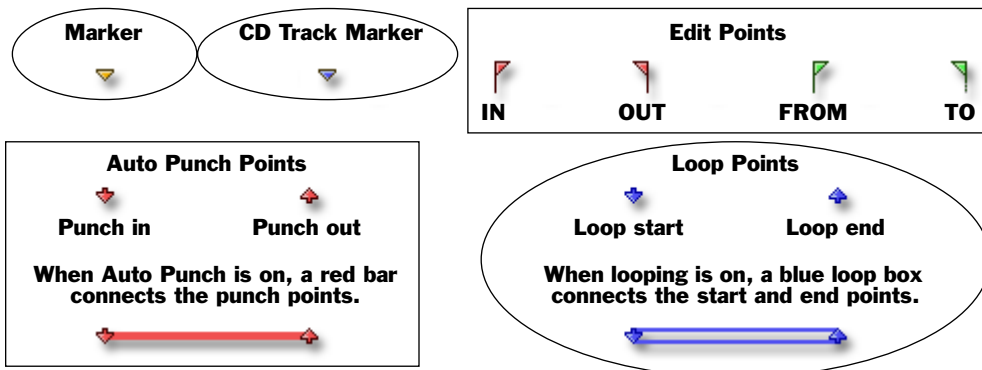 Marker
CD Track Marker
Edit Points
IN
OUT
FROM
TO
Auto Punch Points
Punch in
Punch out
When Auto Punch is on, a red bar
connects the punch points.
Loop Points
Loop start
Loop end
When looping is on, a blue loop box
connects the start and end points.